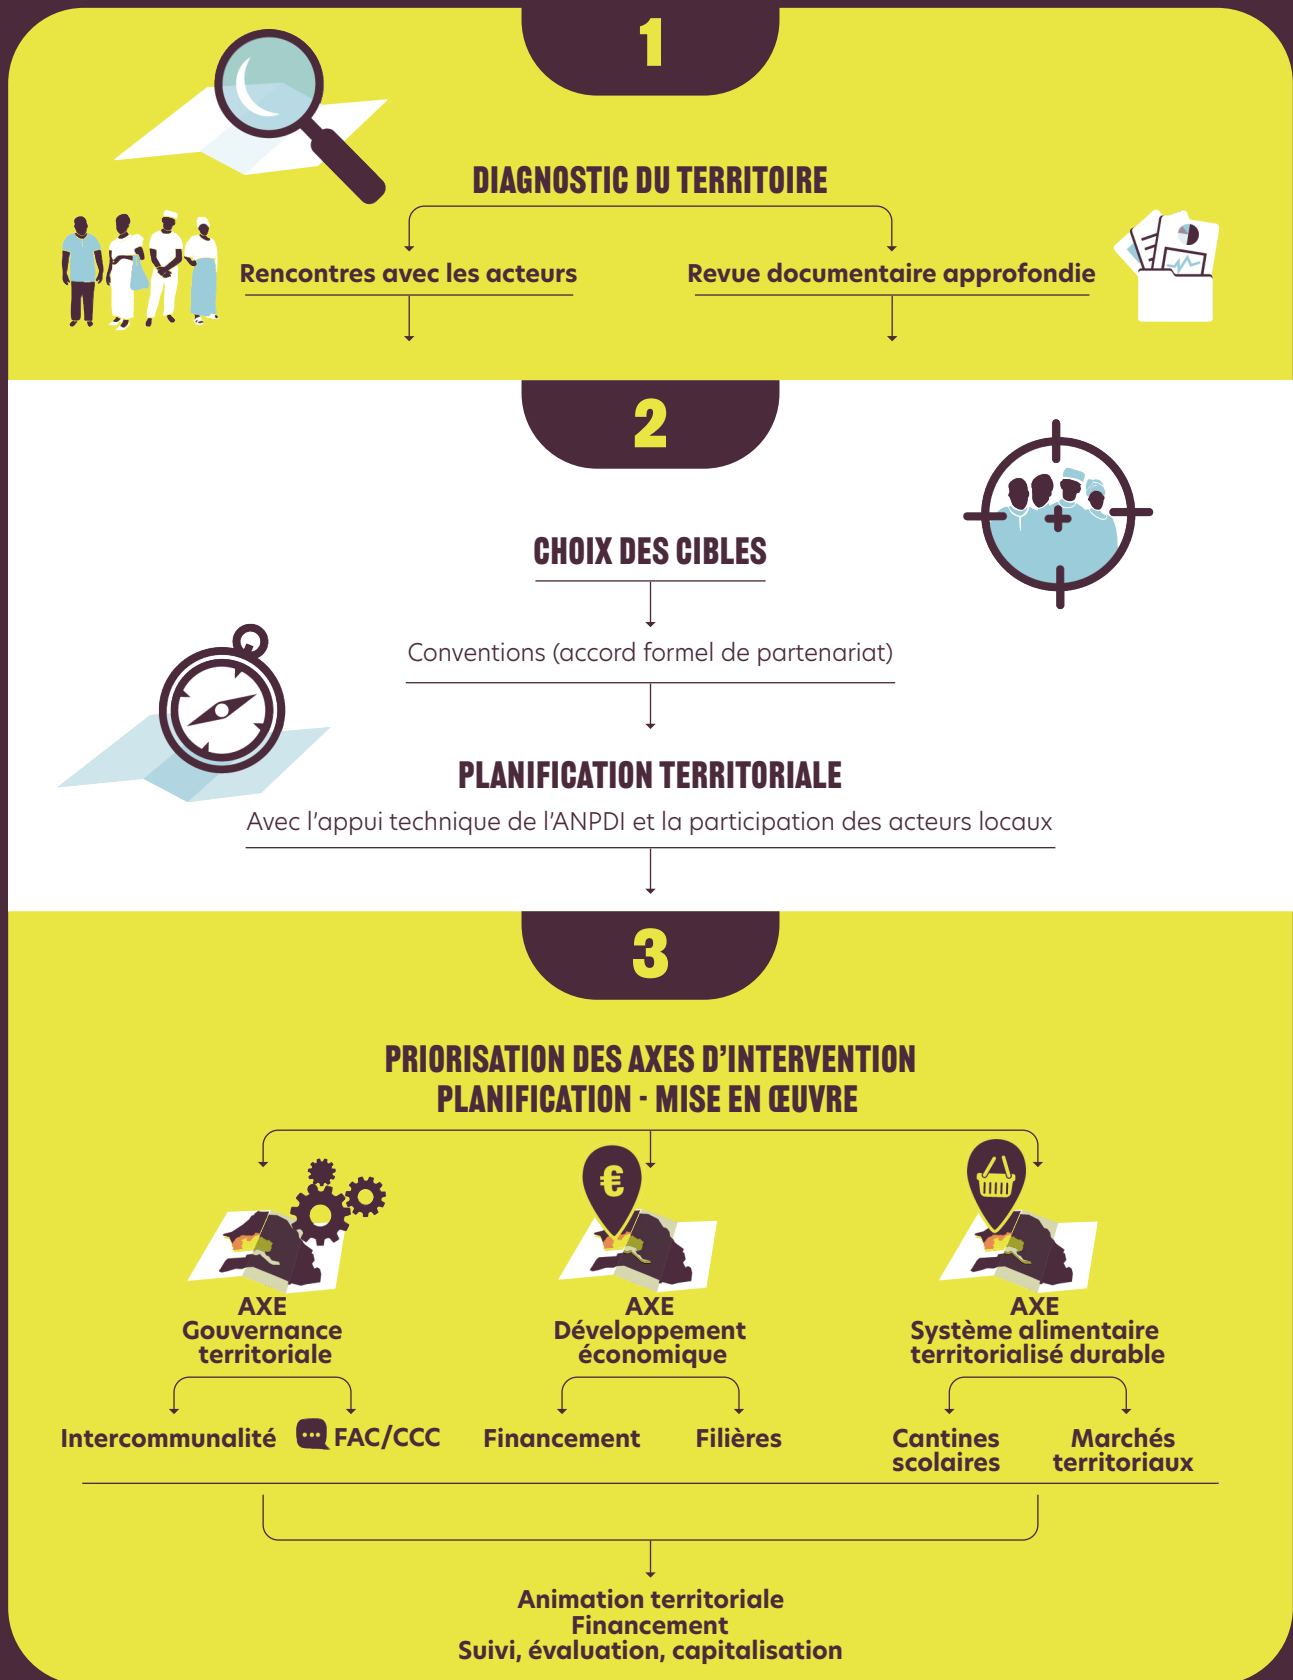 1
DIAGNOSTIC DU TERRITOIRE
Rencontres avec les acteurs
Revue documentaire approfondie
2
CHOIX DES CIBLES
Conventions (accord formel de partenariat)
PLANIFICATION TERRITORIALE
Avec l'appui technique de l'ANPDI et la participation des acteurs locaux
3
PRIORISATION DES AXES D'INTERVENTION
PLANIFICATION - MISE EN ŒUVRE
€
AXE
Gouvernance
territoriale
AXE
Développement
économique
AXE
Système alimentaire
territorialisé durable
Intercommunalité
FAC/CCC
Financement
Filières
Cantines
scolaires
Marchés
territoriaux
Animation territoriale
Financement
Suivi, évaluation, capitalisation